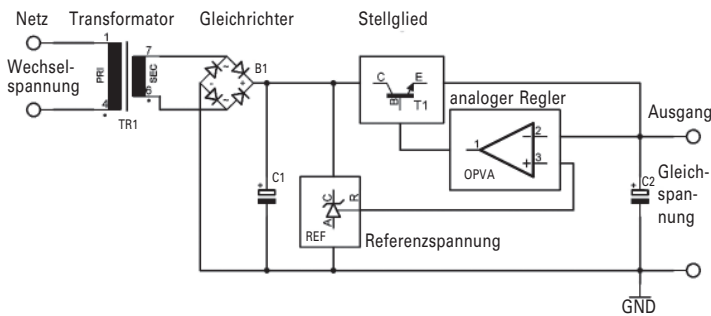 Netz Transformator Gleichrichter Stellglied
1 7
PRI SEC
4
TR1
Wechsel-
spannung
B1
~
- +
~
C E
B T1
analoger Regler
1 2
3
- +
OPVA
Ausgang
+
C1
C
A R
REF
Referenzspannung
+
C2
Gleich-
span-
nung
GND